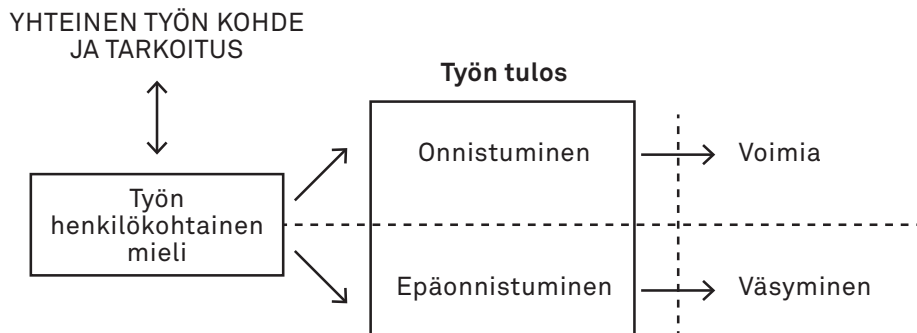 YHTEINEN TYÖN KOHDE
JA TARKOITUS
Työn tulos
Onnistuminen
Voimia
Työn
henkilökohtainen
mieli
Epäonnistuminen
Väsyminen